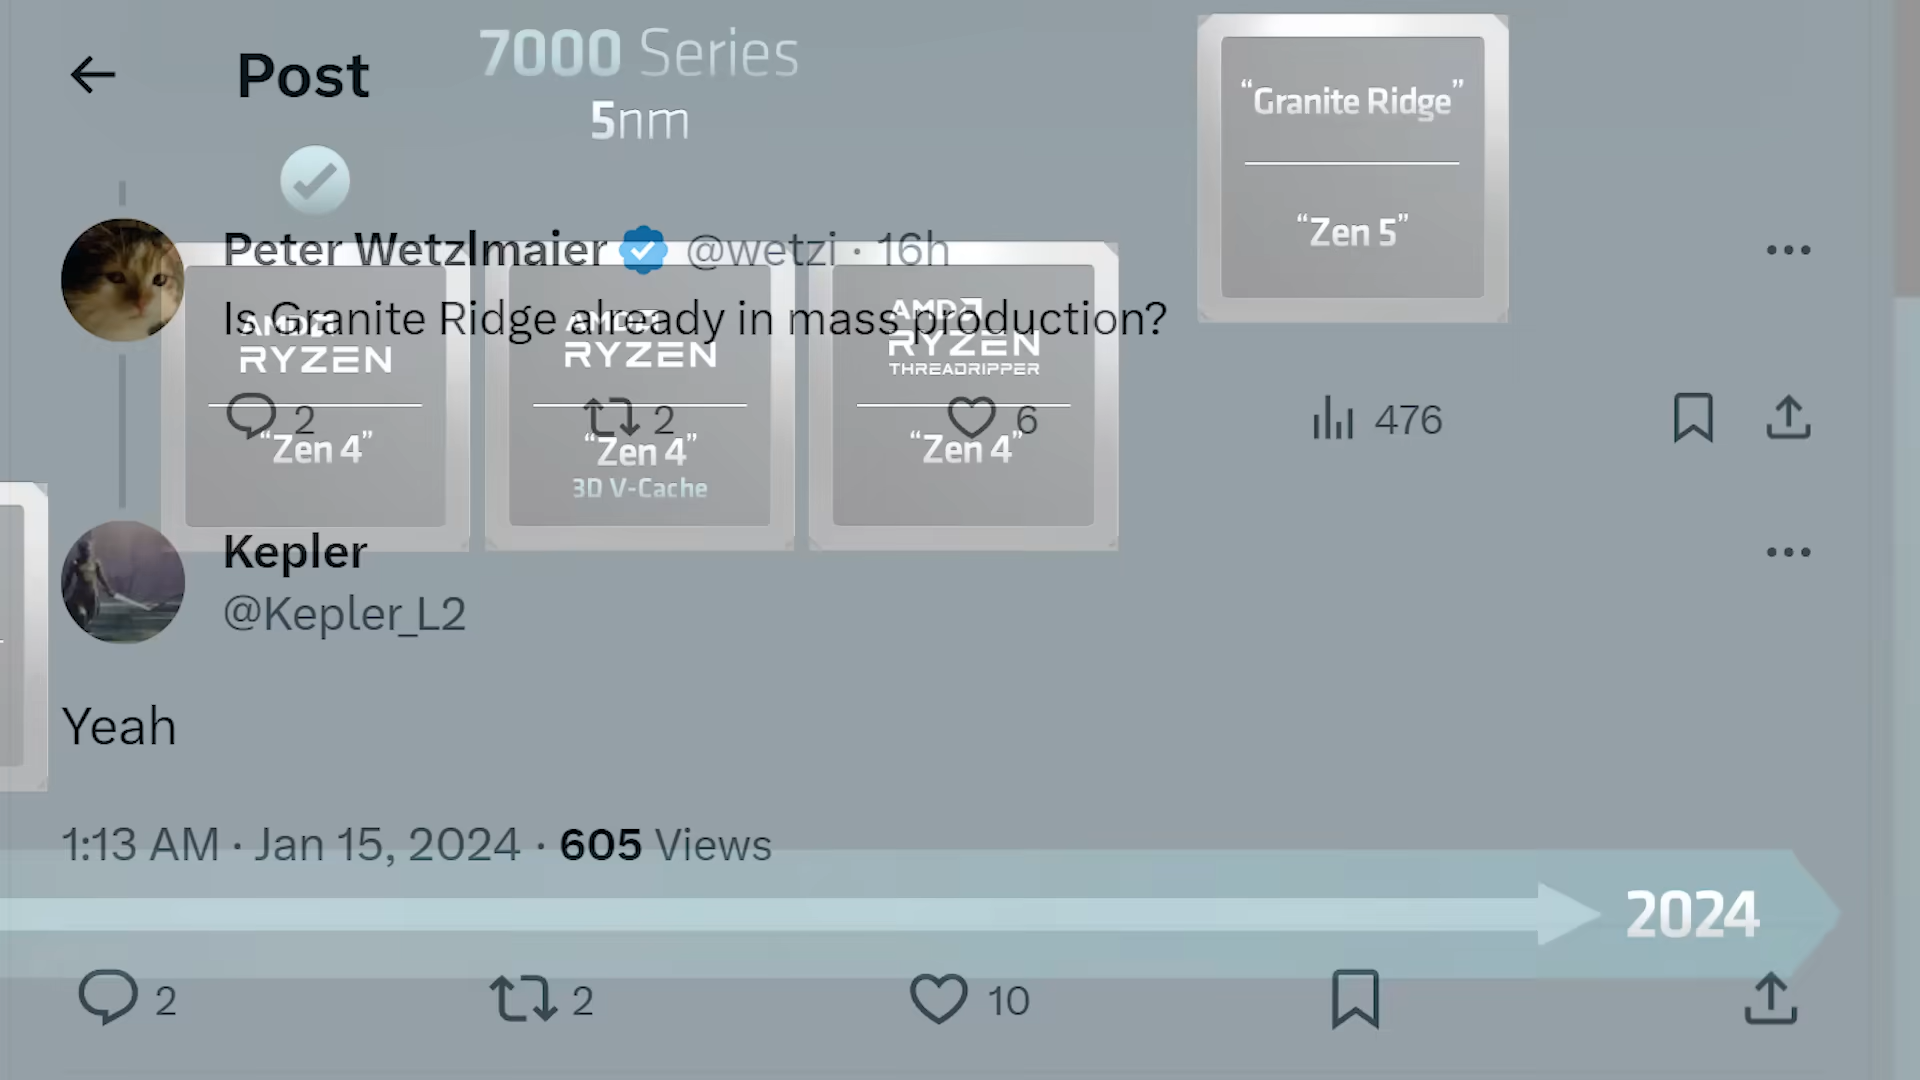 Post
7000 Series
5nm
“Granite Ridge”
“Zen 5”
Peter Wetzlmaier @wetzi · 16h
Is Granite Ridge already in mass production?
AMD
RYZEN
“Zen 4”
AMD
RYZEN
“Zen 4”
3D V-Cache
AMD
RYZEN
THREADRIPPER
“Zen 4”
2
2
6
476
Kepler
@Kepler_L2
Yeah
1:13 AM · Jan 15, 2024 · 605 Views
2024
2
2
10